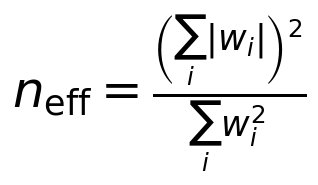 n_eff = (∑_i |w_i|)^2 / ∑_i w_i^2